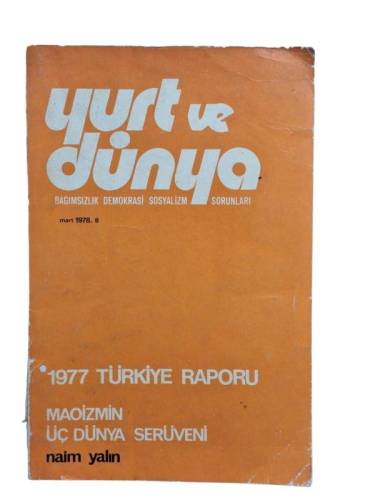 yurt ve
dünya
BAĞIMSIZLIK DEMOKRASİ SOSYALİZM SORUNLARI
mart 1978. 8
1977 TÜRKİYE RAPORU
MAOİZMİN
ÜÇ DÜNYA SERÜVENİ
naim yalın